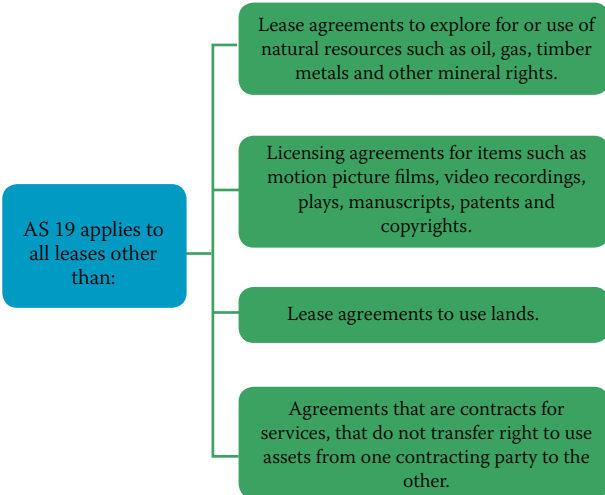 AS 19 applies to
all leases other
than:
Lease agreements to explore for or use of
natural resources such as oil, gas, timber
metals and other mineral rights.
Licensing agreements for items such as
motion picture films, video recordings,
plays, manuscripts, patents and
copyrights.
Lease agreements to use lands.
Agreements that are contracts for
services, that do not transfer right to use
assets from one contracting party to the
other.